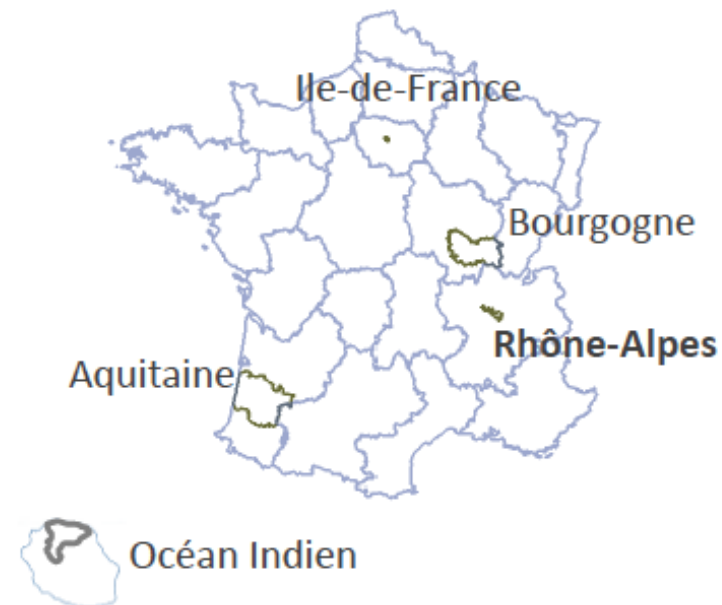 Ile-de-France
Bourgogne
Rhône-Alpes
Aquitaine
Océan Indien